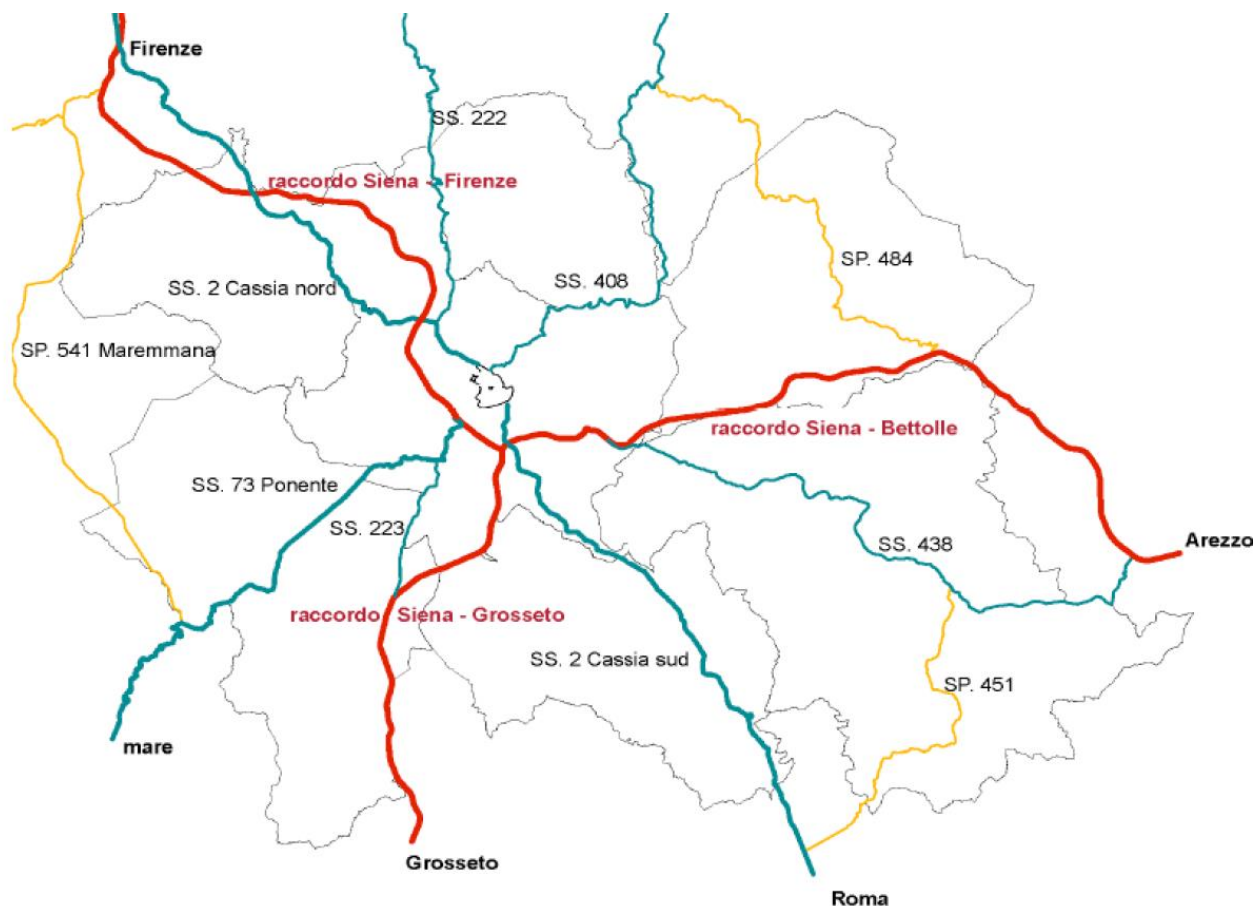 Firenze
SS. 222
raccordo Siena - Firenze
SP. 484
SS. 408
SS. 2 Cassia nord
SP. 541 Maremmana
raccordo Siena - Bettolle
SS. 73 Ponente
SS. 223
SS. 438
Arezzo
raccordo Siena - Grosseto
SS. 2 Cassia sud
SP. 451
mare
Grosseto
Roma